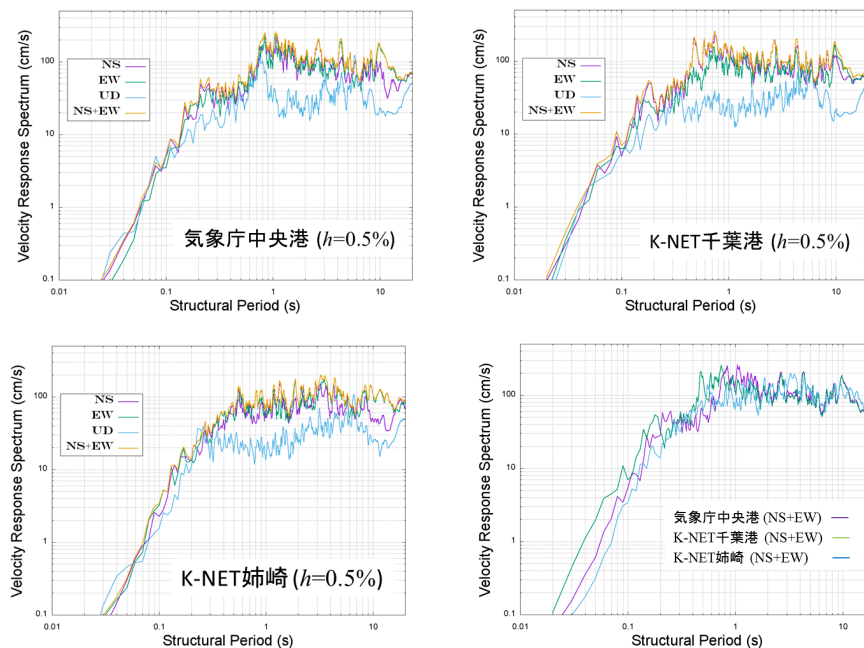 Velocity Response Spectrum (cm/s)
100
10
1
0.1
NS
EW
UD
NS+EW
気象庁中央港 (h=0.5%)
0.01
0.1
1
10
Structural Period (s)
Velocity Response Spectrum (cm/s)
100
10
1
0.1
NS
EW
UD
NS+EW
K-NET千葉港 (h=0.5%)
0.01
0.1
1
10
Structural Period (s)
Velocity Response Spectrum (cm/s)
100
10
1
0.1
NS
EW
UD
NS+EW
K-NET姉崎 (h=0.5%)
0.01
0.1
1
10
Structural Period (s)
Velocity Response Spectrum (cm/s)
100
10
1
0.1
気象庁中央港 (NS+EW)
K-NET千葉港 (NS+EW)
K-NET姉崎 (NS+EW)
0.01
0.1
1
10
Structural Period (s)